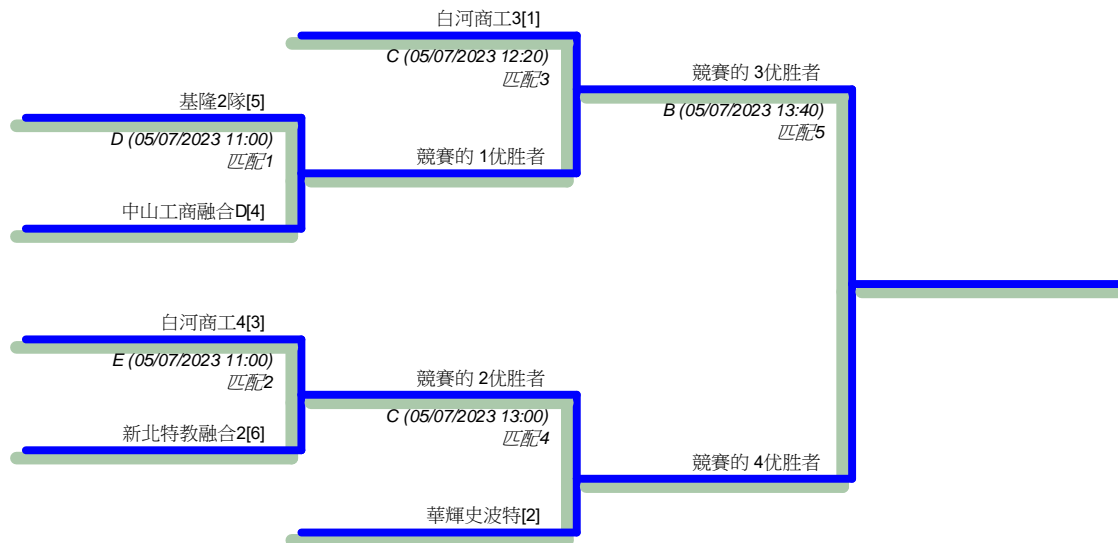 白河商工3[1]
C (05/07/2023 12:20)
匹配3
競賽的 3优胜者
基隆2隊[5]
B (05/07/2023 13:40)
匹配5
D (05/07/2023 11:00)
匹配1
競賽的 1优胜者
中山工商融合D[4]
白河商工4[3]
E (05/07/2023 11:00)
匹配2
競賽的 2优胜者
C (05/07/2023 13:00)
匹配4
新北特教融合2[6]
競賽的 4优胜者
華輝史波特[2]